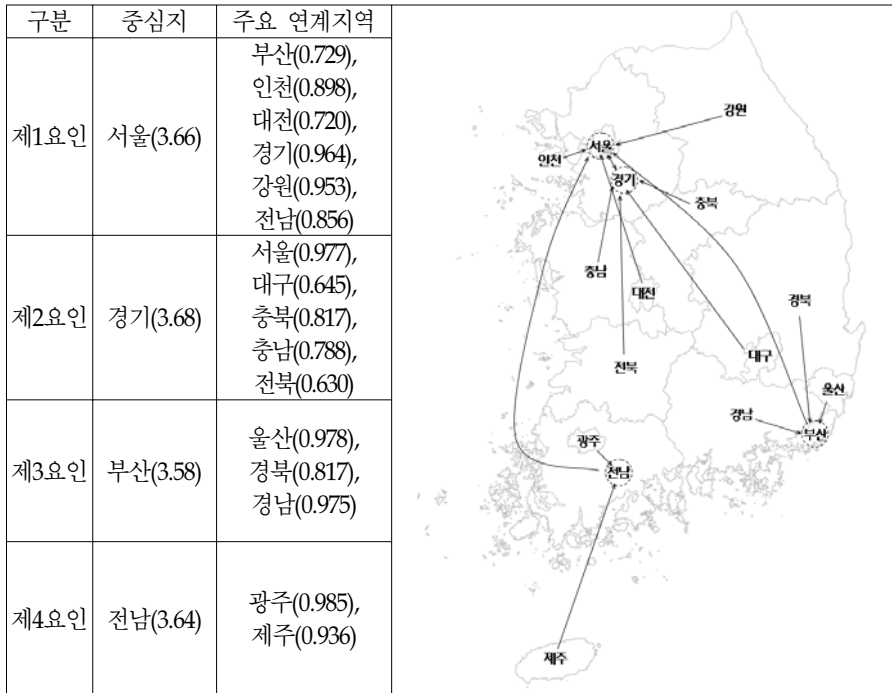 구분 중심지 주요 연계지역
제1요인 서울(3.66) 부산(0.729),
인천(0.898),
대전(0.720),
경기(0.964),
강원(0.953),
전남(0.856)
제2요인 경기(3.68) 서울(0.977),
대구(0.645),
충북(0.817),
충남(0.788),
전북(0.630)
제3요인 부산(3.58) 울산(0.978),
경북(0.817),
경남(0.975)
제4요인 전남(3.64) 광주(0.985),
제주(0.936)
강원
서울
인천
경기
충북
충남
대전
경북
대구
전북
울산
경남
부산
광주
전남
제주